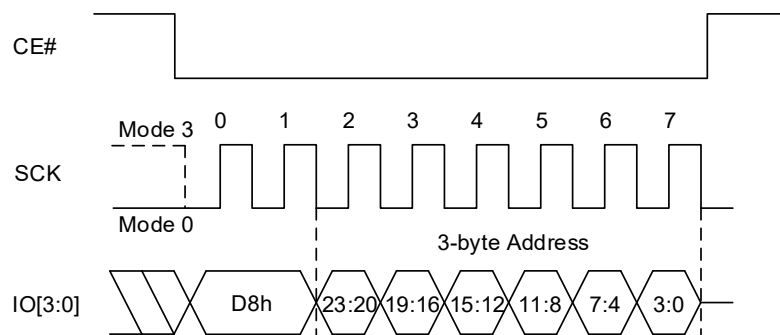 CE#
Mode 3
0 1 2 3 4 5 6 7
SCK
Mode 0
3-byte Address
IO[3:0]
D8h 23:20 19:16 15:12 11:8 7:4 3:0